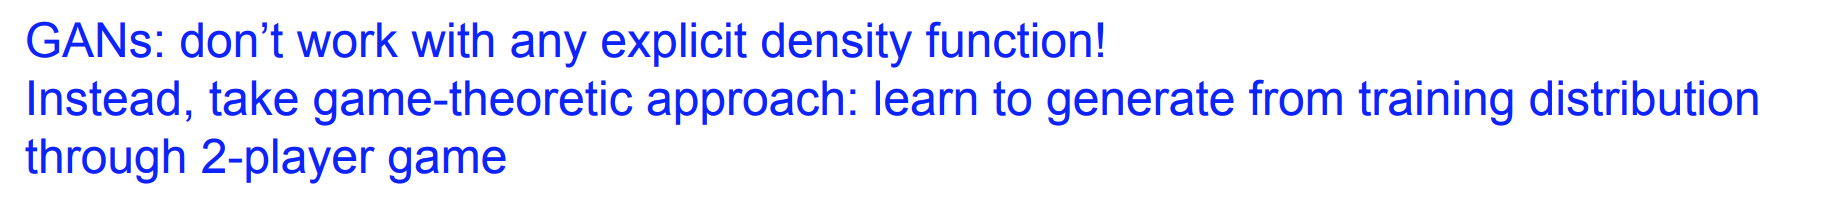 GANs: don’t work with any explicit density function!
Instead, take game-theoretic approach: learn to generate from training distribution
through 2-player game